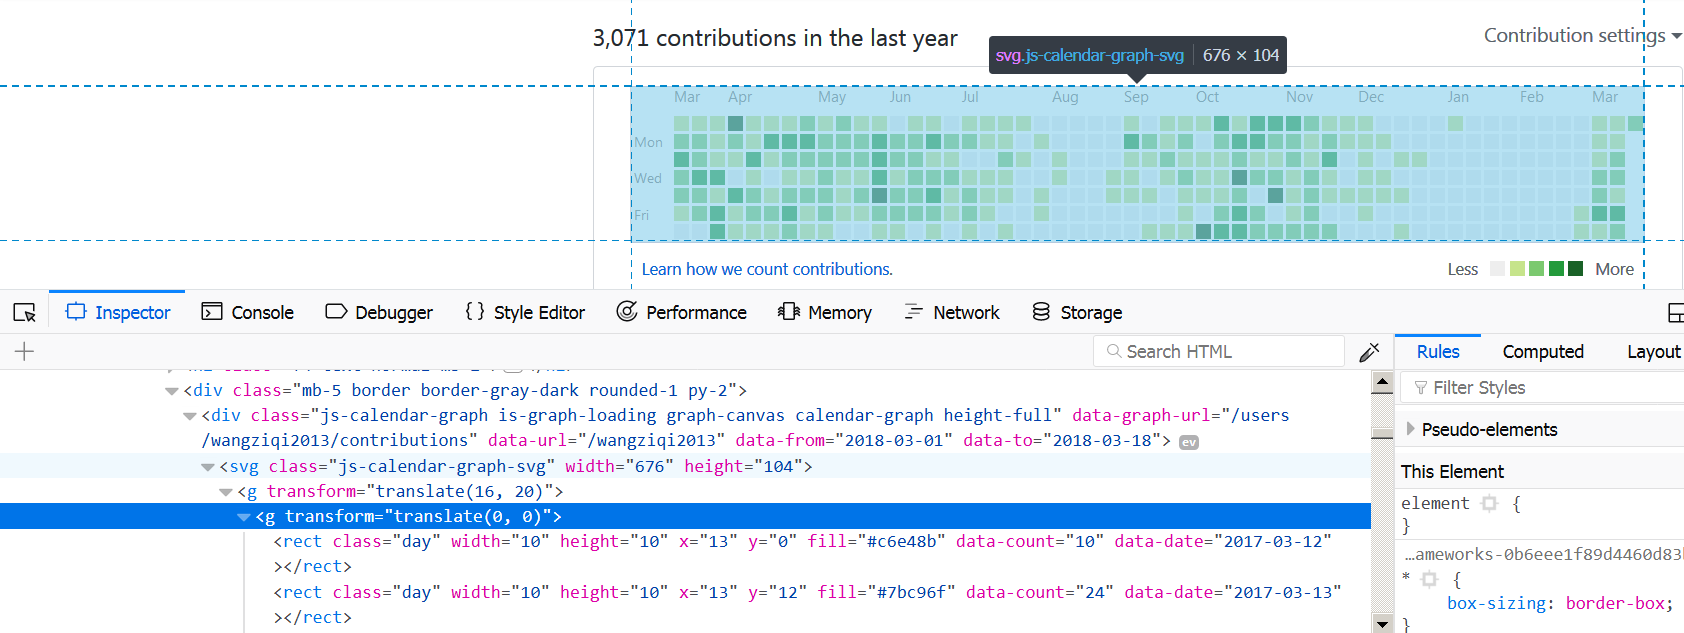 3,071 contributions in the last year
Contribution settings
svg.js-calendar-graph-svg 676 × 104
Mar Apr May Jun Jul Aug Sep Oct Nov Dec Jan Feb Mar
Mon
Wed
Fri
Learn how we count contributions.
Less More
Inspector Console Debugger Style Editor Performance Memory Network Storage
Search HTML
Rules Computed Layout
Filter Styles
<div class="mb-5 border border-gray-dark rounded-1 py-2">
<div class="js-calendar-graph is-graph-loading graph-canvas calendar-graph height-full" data-graph-url="/users
/wangziqi2013/contributions" data-url="/wangziqi2013" data-from="2018-03-01" data-to="2018-03-18"> ev
<svg class="js-calendar-graph-svg" width="676" height="104">
<g transform="translate(16, 20)">
<g transform="translate(0, 0)">
<rect class="day" width="10" height="10" x="13" y="0" fill="#c6e48b" data-count="10" data-date="2017-03-12"
></rect>
<rect class="day" width="10" height="10" x="13" y="12" fill="#7bc96f" data-count="24" data-date="2017-03-13"
></rect>
Pseudo-elements
This Element
element {
}
…ameworks-0b6eee1f89d4460d83
* {
box-sizing: border-box;
}